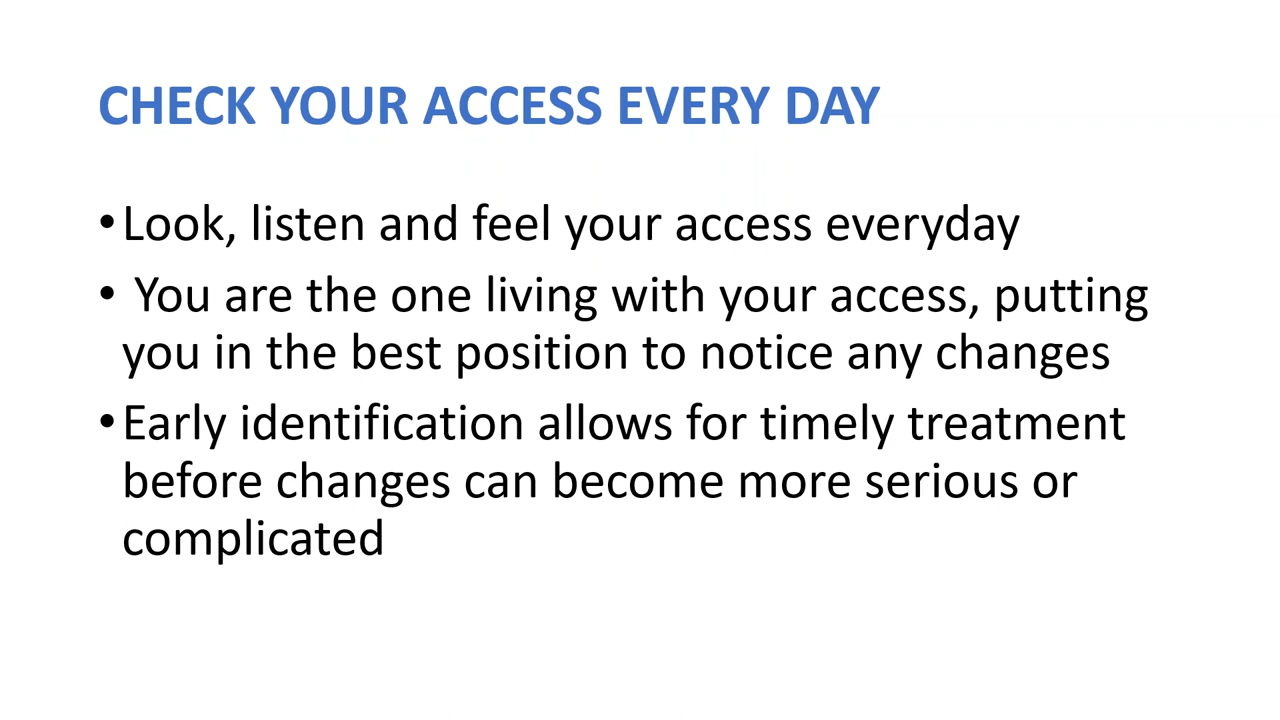 CHECK YOUR ACCESS EVERY DAY
•Look, listen and feel your access everyday
• You are the one living with your access, putting
you in the best position to notice any changes
•Early identification allows for timely treatment
before changes can become more serious or
complicated